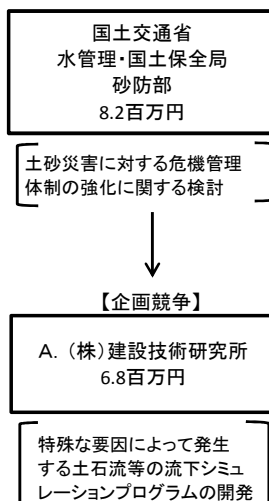 国土交通省
水管理・国土保全局
砂防部
8.2百万円
土砂災害に対する危機管理
体制の強化に関する検討
【企画競争】
A. (株)建設技術研究所
6.8百万円
特殊な要因によって発生
する土石流等の流下シミュ
レーションプログラムの開発